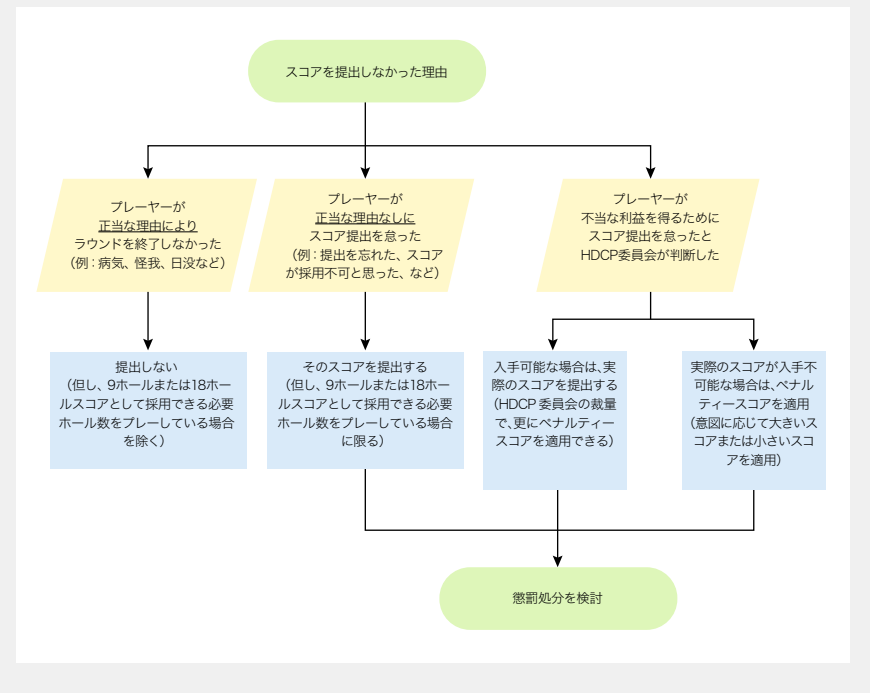 スコアを提出しなかった理由
プレーヤーが
正当な理由により
ラウンドを終了しなかった
（例：病気、怪我、日没など）
プレーヤーが
正当な理由なしに
スコア提出を怠った
（例：提出を忘れた、スコア
が採用不可と思った、など）
プレーヤーが
不当な利益を得るために
スコア提出を怠ったと
HDCP委員会が判断した
提出しない
（但し、9ホールまたは18ホー
ルスコアとして採用できる必要
ホール数をプレーしている場合
を除く）
そのスコアを提出する
（但し、9ホールまたは18ホー
ルスコアとして採用できる必要
ホール数をプレーしている場合
に限る）
入手可能な場合は、実
際のスコアを提出する
（HDCP 委員会の裁量
で、更にペナルティー
スコアを適用できる）
実際のスコアが入手不
可能な場合は、ペナル
ティースコアを適用
（意図に応じて大きいス
コアまたは小さいスコ
アを適用）
懲罰処分を検討